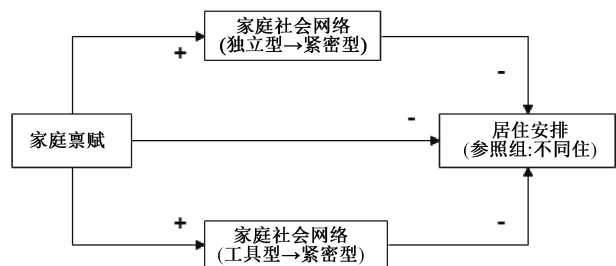 家庭社会网络
(独立型→紧密型)
+
-
家庭禀赋
-
居住安排
(参照组:不同住)
+
-
家庭社会网络
(工具型→紧密型)